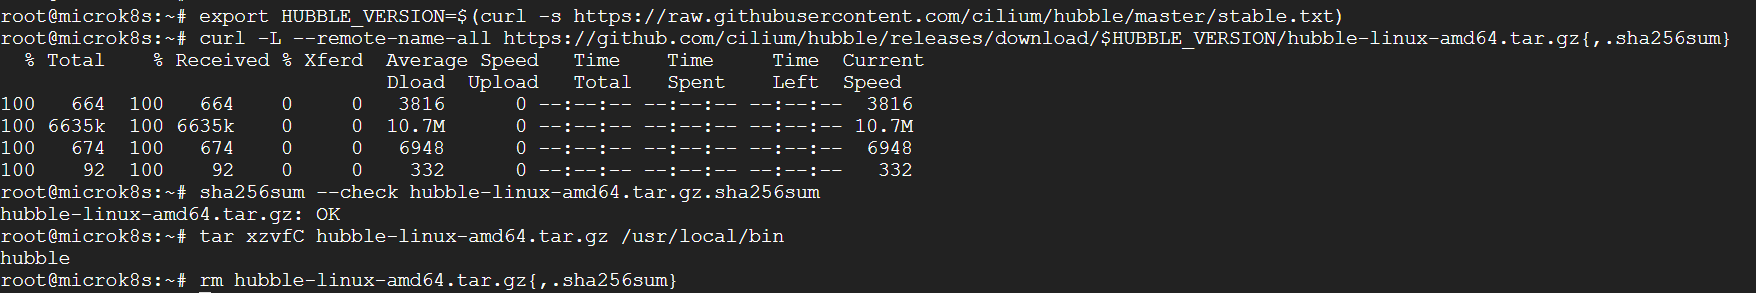 root@microk8s:~# export HUBBLE_VERSION=$(curl -s https://raw.githubusercontent.com/cilium/hubble/master/stable.txt)
root@microk8s:~# curl -L --remote-name-all https://github.com/cilium/hubble/releases/download/$HUBBLE_VERSION/hubble-linux-amd64.tar.gz{,.sha256sum}
  % Total    % Received % Xferd  Average Speed   Time    Time     Time  Current
                                 Dload  Upload   Total   Spent    Left  Speed
100   664  100   664    0     0   3816      0 --:--:-- --:--:-- --:--:--  3816
100 6635k  100 6635k    0     0  10.7M      0 --:--:-- --:--:-- --:--:-- 10.7M
100   674  100   674    0     0   6948      0 --:--:-- --:--:-- --:--:--  6948
100    92  100    92    0     0    332      0 --:--:-- --:--:-- --:--:--   332
root@microk8s:~# sha256sum --check hubble-linux-amd64.tar.gz.sha256sum
hubble-linux-amd64.tar.gz: OK
root@microk8s:~# tar xzvfC hubble-linux-amd64.tar.gz /usr/local/bin
hubble
root@microk8s:~# rm hubble-linux-amd64.tar.gz{,.sha256sum}